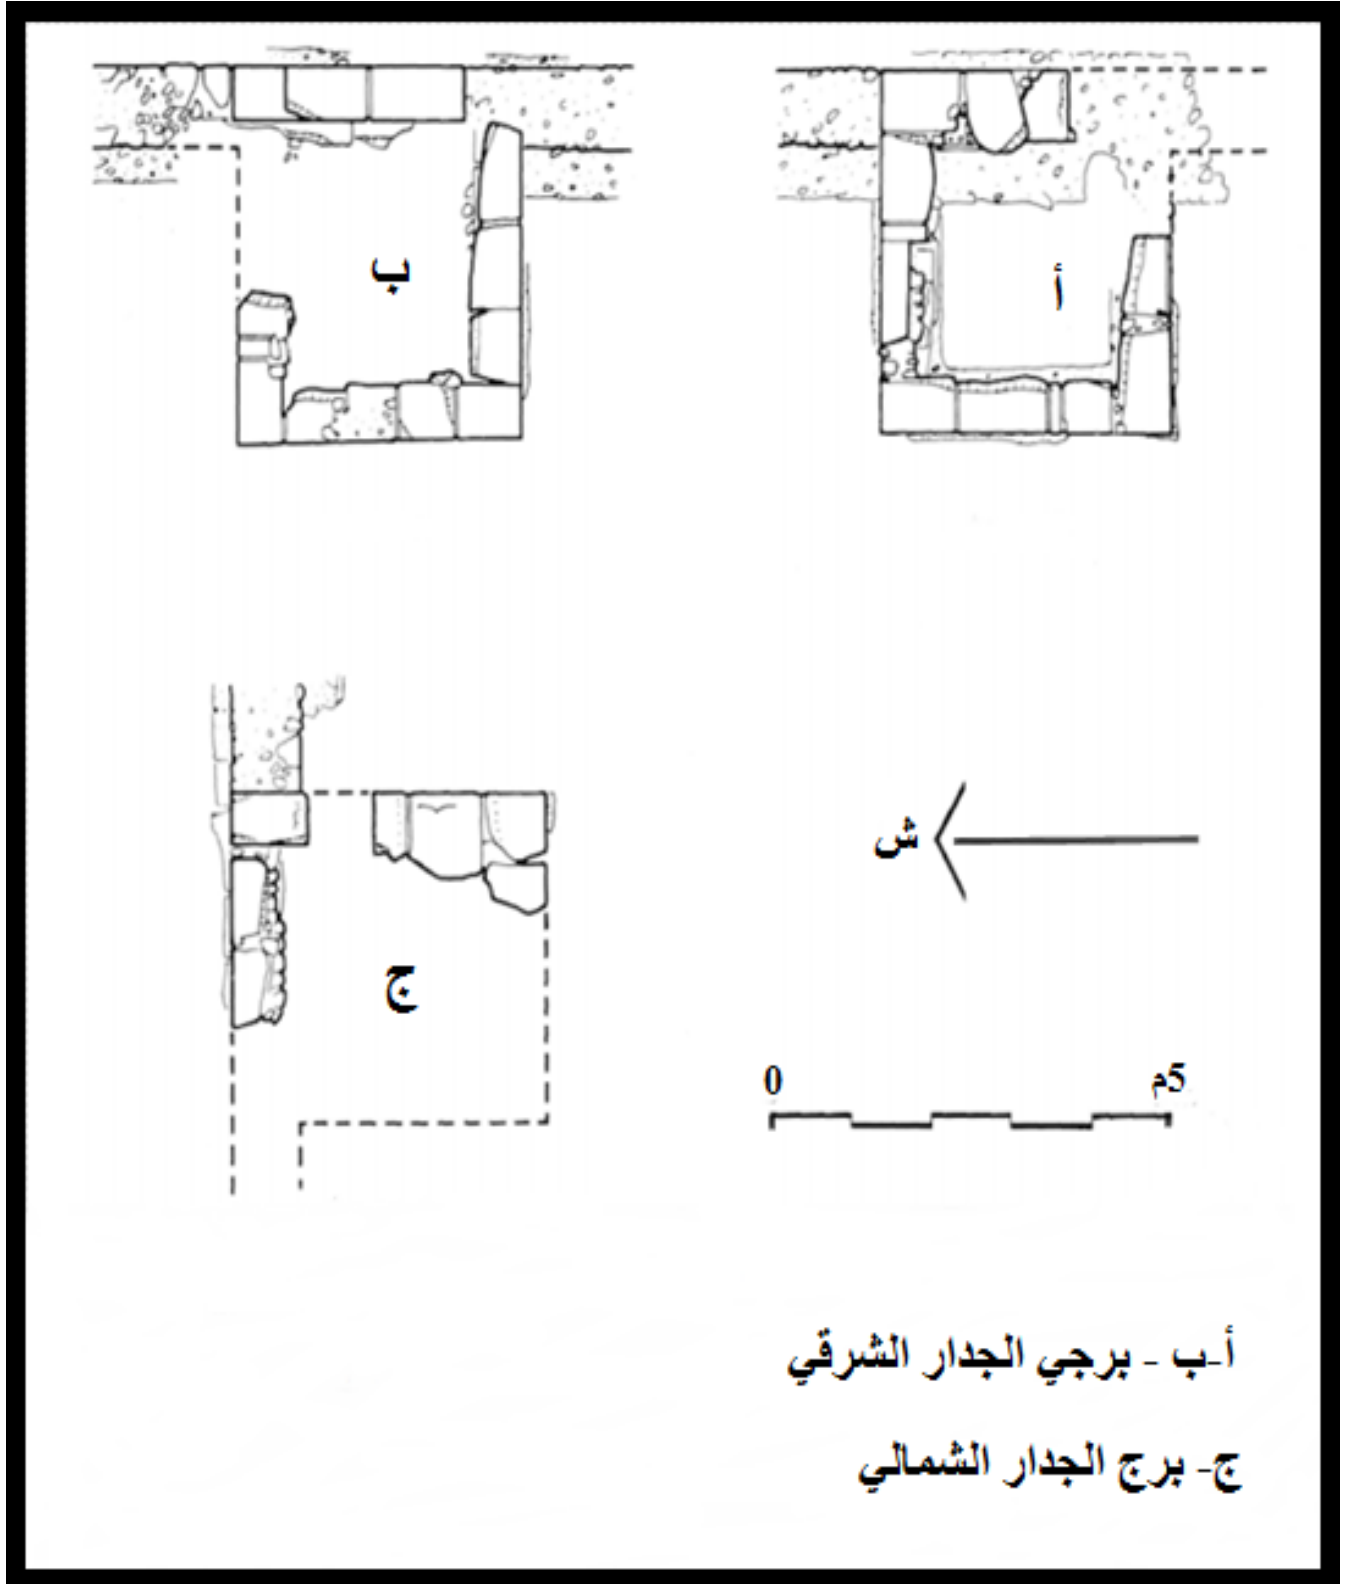 أ
ب
ج
ش
0
5م
أ-ب - برجي الجدار الشرقي
ج- برج الجدار الشمالي